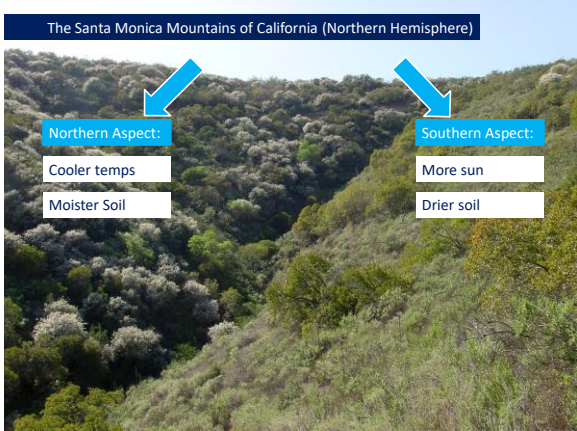 The Santa Monica Mountains of California (Northern Hemisphere)
Northern Aspect:
Cooler temps
Moister Soil
Southern Aspect:
More sun
Drier soil